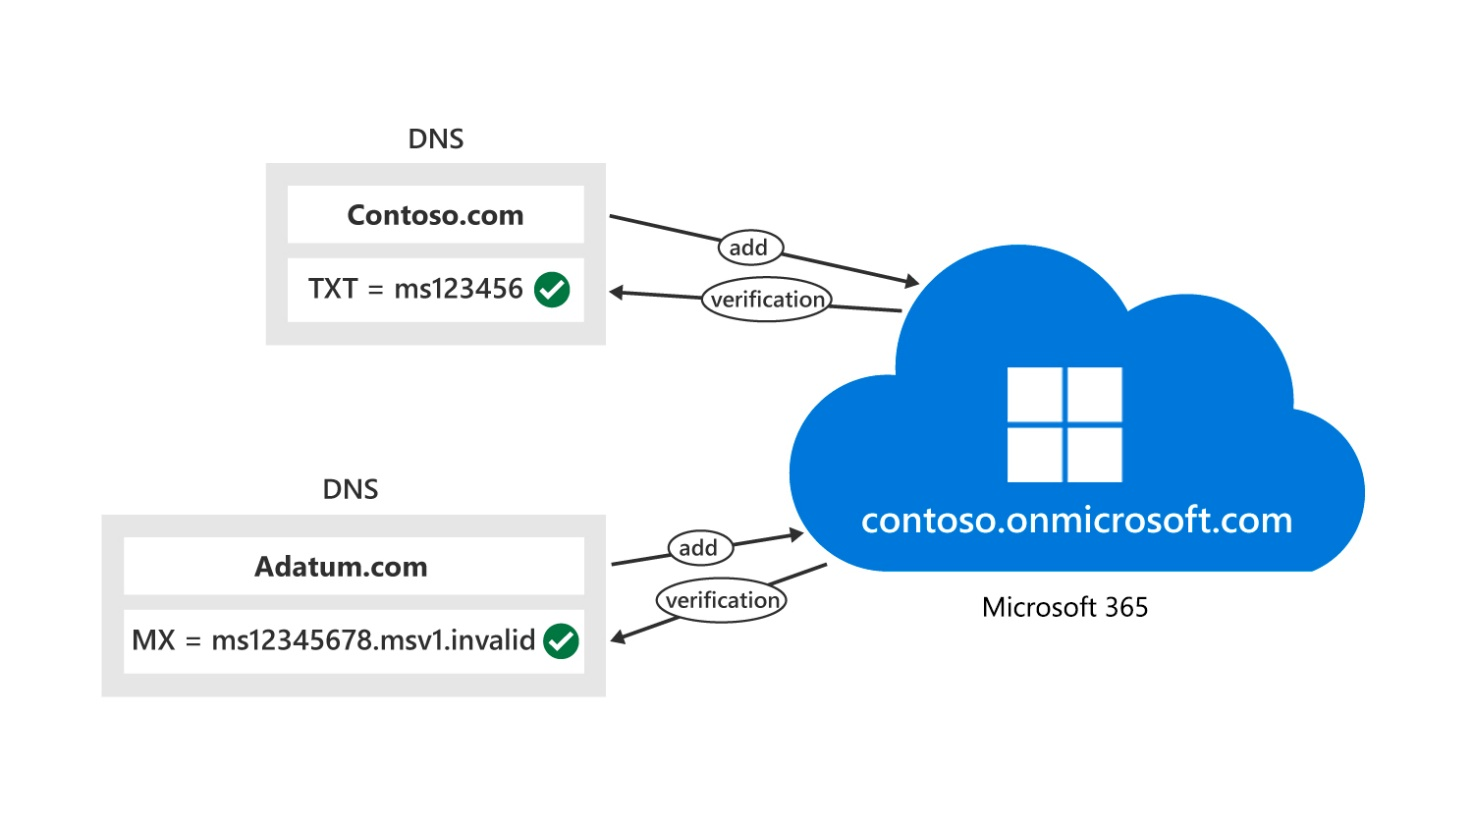 DNS
Contoso.com
TXT = ms123456
add
verification
DNS
Adatum.com
MX = ms12345678.msv1.invalid
add
verification
contoso.onmicrosoft.com
Microsoft 365